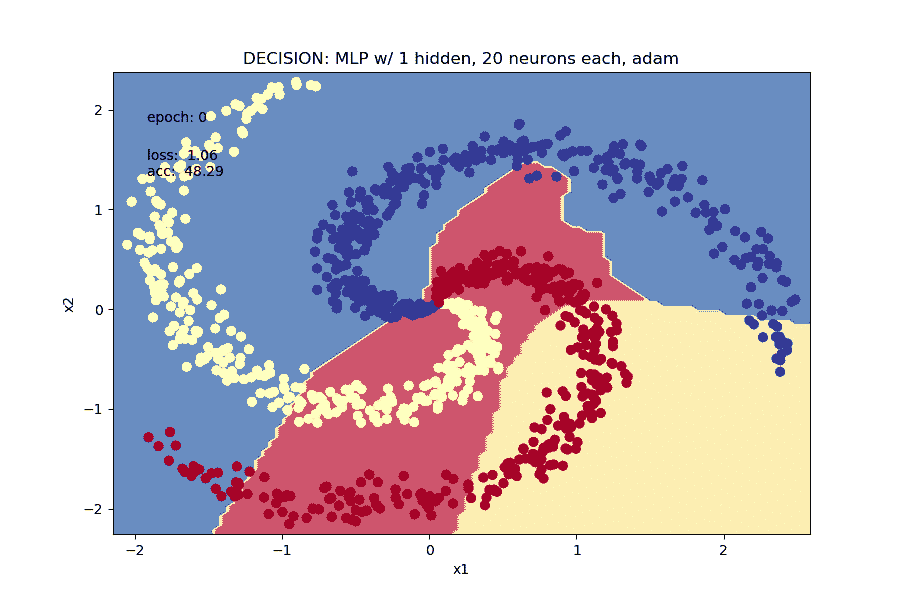 DECISION: MLP w/ 1 hidden, 20 neurons each, adam
epoch: 0
loss: 1.06
acc: 48.29
2
1
0
−1
−2
x2
−2
−1
0
1
2
x1